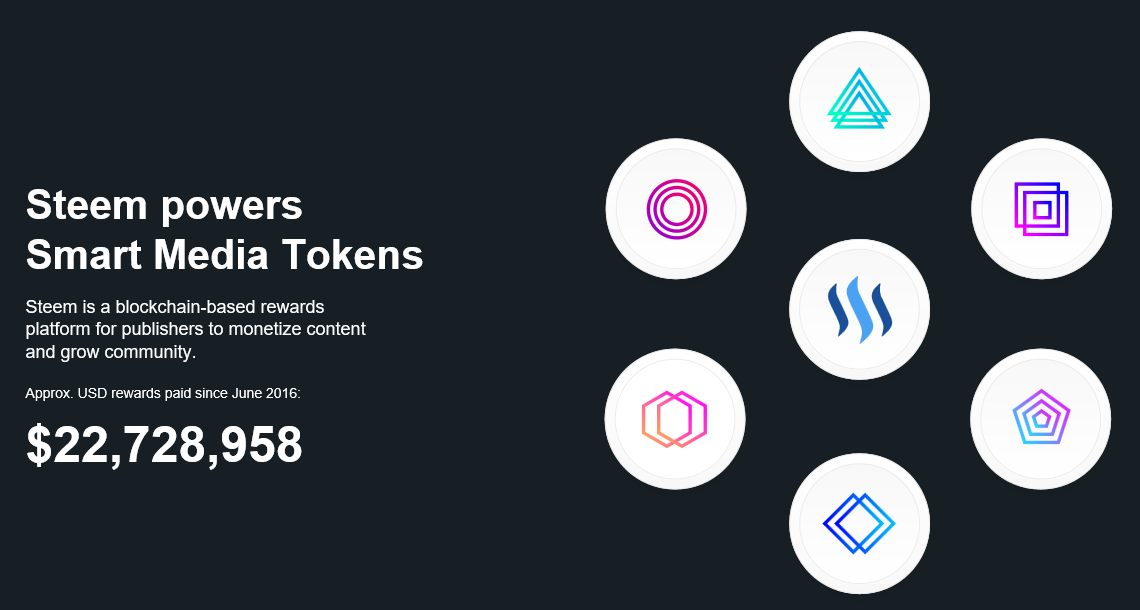 Steem powers
Smart Media Tokens
Steem is a blockchain-based rewards
platform for publishers to monetize content
and grow community.
Approx. USD rewards paid since June 2016:
$22,728,958